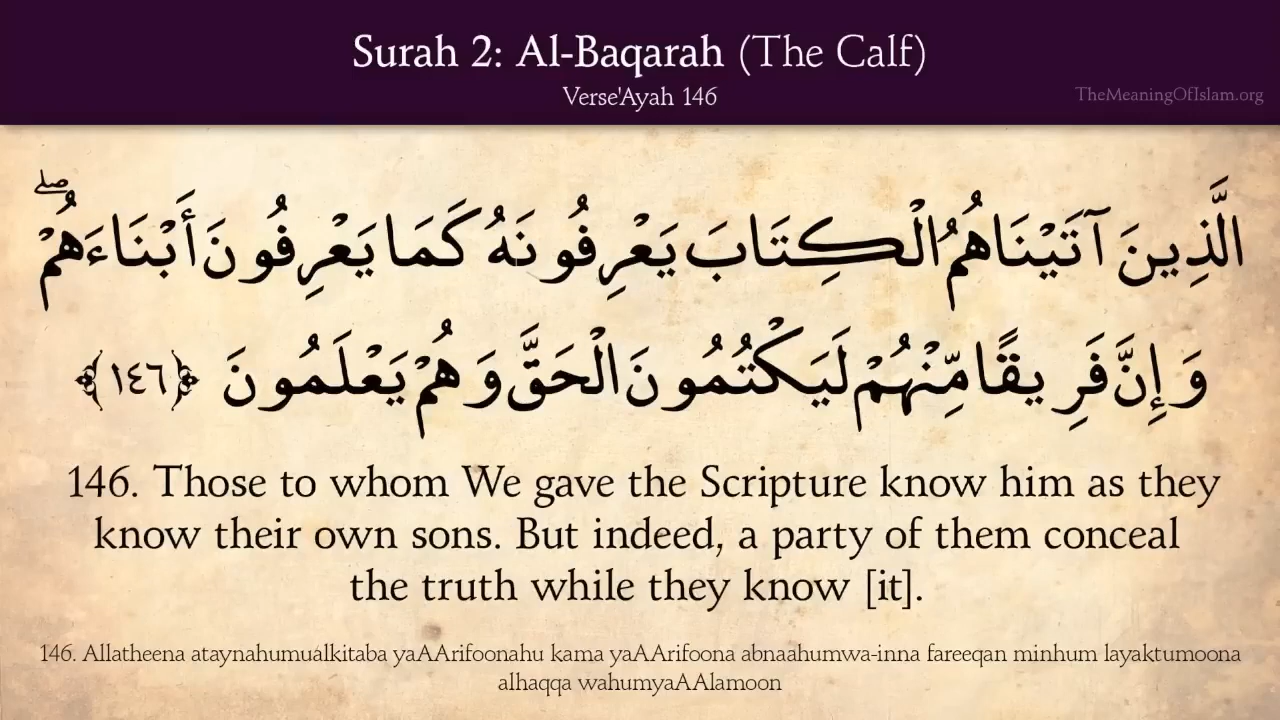 Surah 2: Al-Baqarah (The Calf)
Verse'Ayah 146
TheMeaningOfIslam.org
الَّذِينَ آتَيْنَاهُمُ الْكِتَابَ يَعْرِفُونَهُ كَمَا يَعْرِفُونَ أَبْنَاءَهُمْ ۖ
وَإِنَّ فَرِيقًا مِّنْهُمْ لَيَكْتُمُونَ الْحَقَّ وَهُمْ يَعْلَمُونَ ﴿١٤٦﴾
146. Those to whom We gave the Scripture know him as they
know their own sons. But indeed, a party of them conceal
the truth while they know [it].
146. Allatheena ataynahumualkitaba yaAArifoonahu kama yaAArifoona abnaahumwa-inna fareeqan minhum layaktumoona
alhaqqa wahumyaAAlamoon